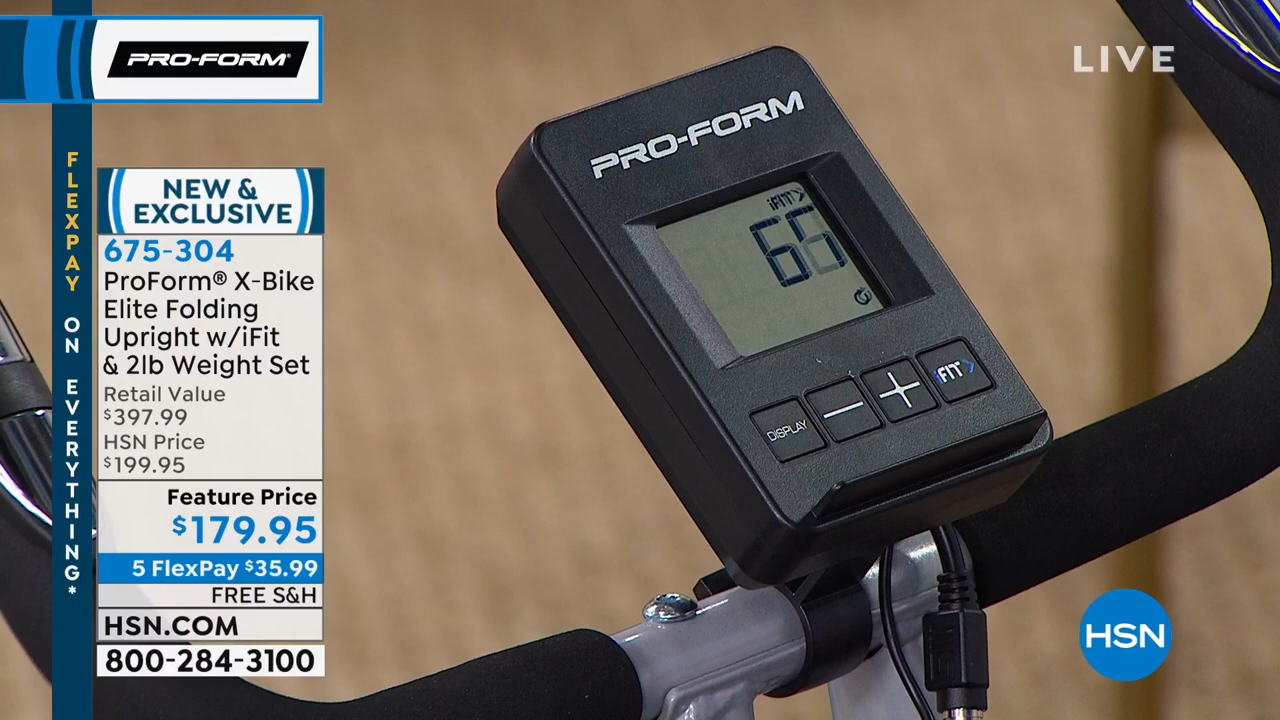 PRO-FORM®
LIVE
FLEXPAY ON EVERYTHING*
NEW &
EXCLUSIVE
675-304
ProForm® X-Bike
Elite Folding
Upright w/iFit
& 2lb Weight Set
Retail Value
$397.99
HSN Price
$199.95
Feature Price
$179.95
5 FlexPay $35.99
FREE S&H
HSN.COM
800-284-3100
PRO-FORM
iFIT
DISPLAY
iFIT
HSN